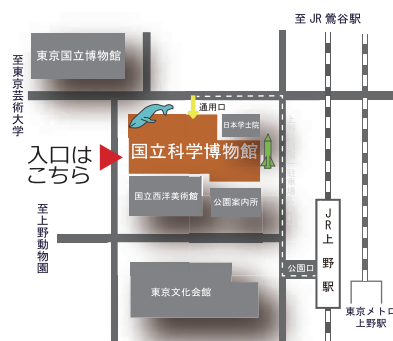 至JR鶯谷駅
東京国立博物館
至東京芸術大学
通用口
日本学士院
国立科学博物館
入口は
こちら
国立西洋美術館
公園案内所
至上野動物園
JR上野駅
公園口
東京文化会館
東京メトロ
上野駅